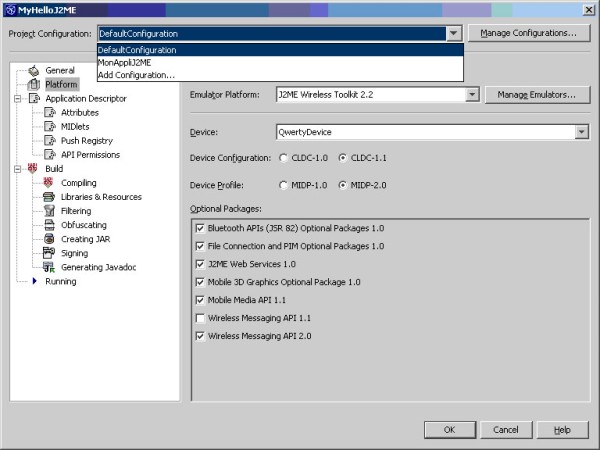 MyHelloJ2ME
Project Configuration: DefaultConfiguration Manage Configurations...
DefaultConfiguration
MonAppliJ2ME
Add Configuration...
General
Platform
Application Descriptor
Attributes
MIDlets
Push Registry
API Permissions
Build
Compiling
Libraries & Resources
Filtering
Obfuscating
Creating JAR
Signing
Generating Javadoc
Running
Emulator Platform: J2ME Wireless Toolkit 2.2 Manage Emulators...
Device: QwertyDevice
Device Configuration: CLDC-1.0 CLDC-1.1
Device Profile: MIDP-1.0 MIDP-2.0
Optional Packages:
Bluetooth APIs (JSR 82) Optional Packages 1.0
File Connection and PIM Optional Packages 1.0
J2ME Web Services 1.0
Mobile 3D Graphics Optional Package 1.0
Mobile Media API 1.1
Wireless Messaging API 1.1
Wireless Messaging API 2.0
OK Cancel Help